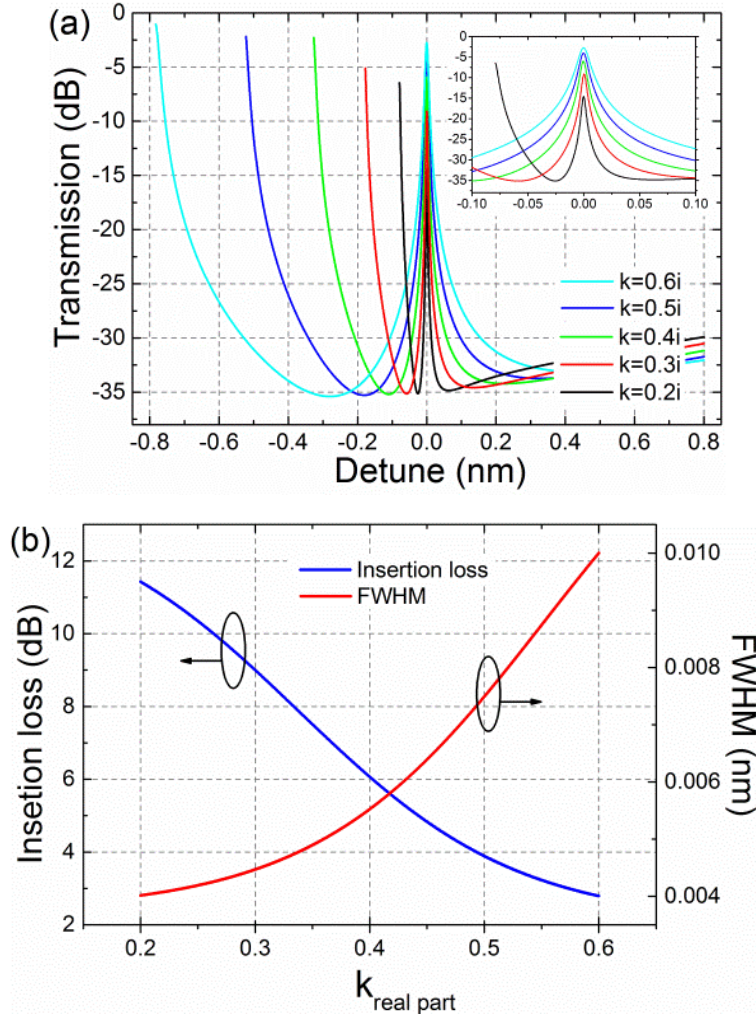 (a)
0
-5
-10
-15
-20
-25
-30
-35
Transmission (dB)
-0.8 -0.6 -0.4 -0.2 0.0 0.2 0.4 0.6 0.8
Detune (nm)
0
-5
-10
-15
-20
-25
-30
-35
-0.10 -0.05 0.00 0.05 0.10
k=0.6i
k=0.5i
k=0.4i
k=0.3i
k=0.2i
(b)
12
10
8
6
4
2
Insetion loss (dB)
Insertion loss
FWHM
0.010
0.008
0.006
0.004
FWHM (nm)
0.2 0.3 0.4 0.5 0.6
k real part